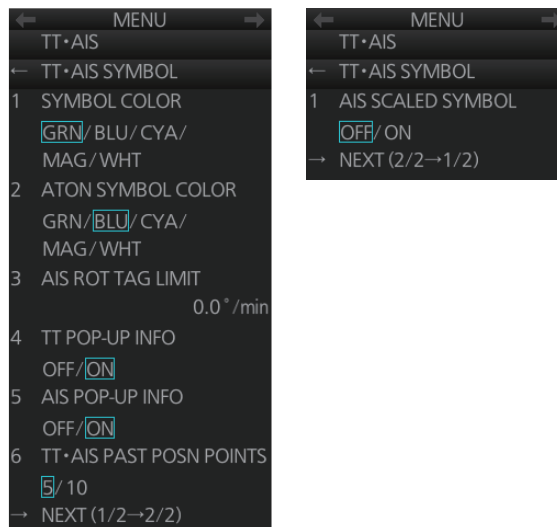 ← MENU →
TT•AIS
← TT•AIS SYMBOL
1 SYMBOL COLOR
GRN/BLU/CYA/
MAG/WHT
2 ATON SYMBOL COLOR
GRN/BLU/CYA/
MAG/WHT
3 AIS ROT TAG LIMIT
0.0°/min
4 TT POP-UP INFO
OFF/ON
5 AIS POP-UP INFO
OFF/ON
6 TT•AIS PAST POSN POINTS
5/10
→ NEXT (1/2→2/2)
← MENU →
TT•AIS
← TT•AIS SYMBOL
1 AIS SCALED SYMBOL
OFF/ON
→ NEXT (2/2→1/2)